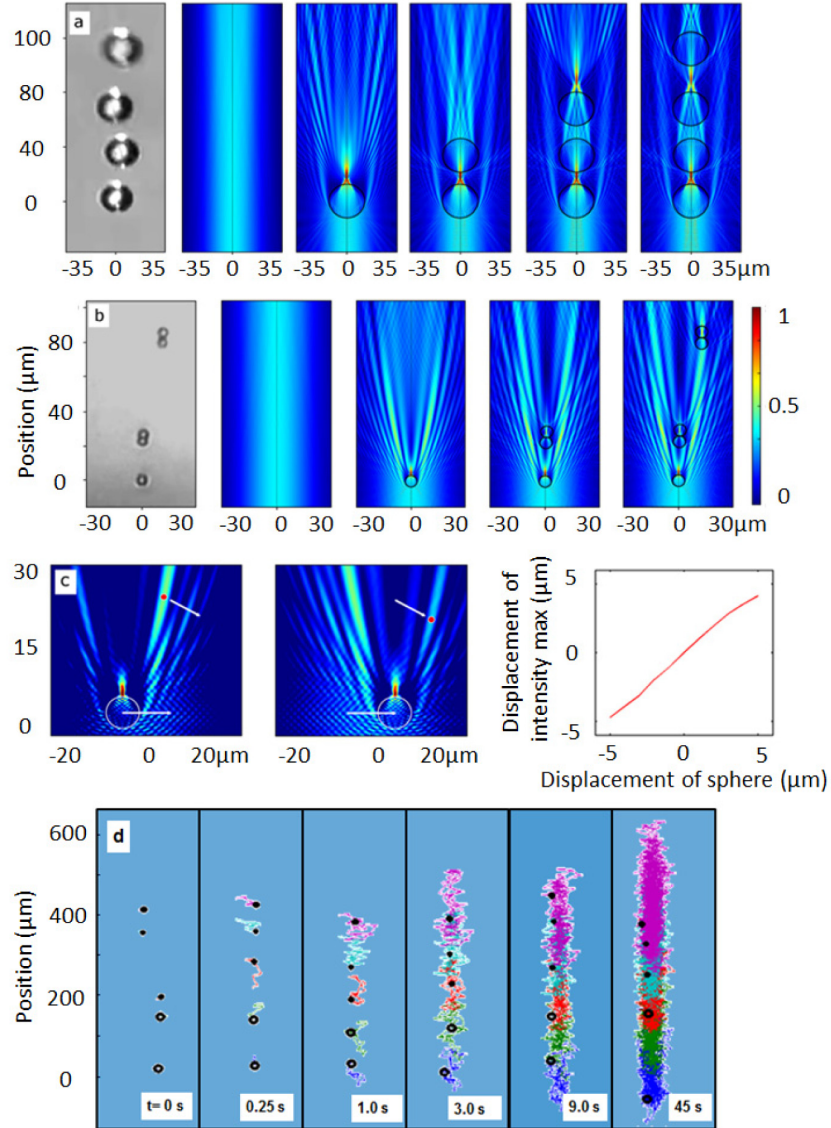 a
100
80
40
0
-35 0 35 -35 0 35 -35 0 35 -35 0 35 -35 0 35 -35 0 35μm
b
Position (μm)
80
40
0
1
0.5
0
-30 0 30 -30 0 30 -30 0 30 -30 0 30 -30 0 30μm
c
30
15
0
-20 0 20μm -20 0 20μm
Displacement of
intensity max (μm)
5
0
-5
-5 0 5
Displacement of sphere (μm)
d
Position (μm)
600
400
200
0
t= 0 s 0.25 s 1.0 s 3.0 s 9.0 s 45 s